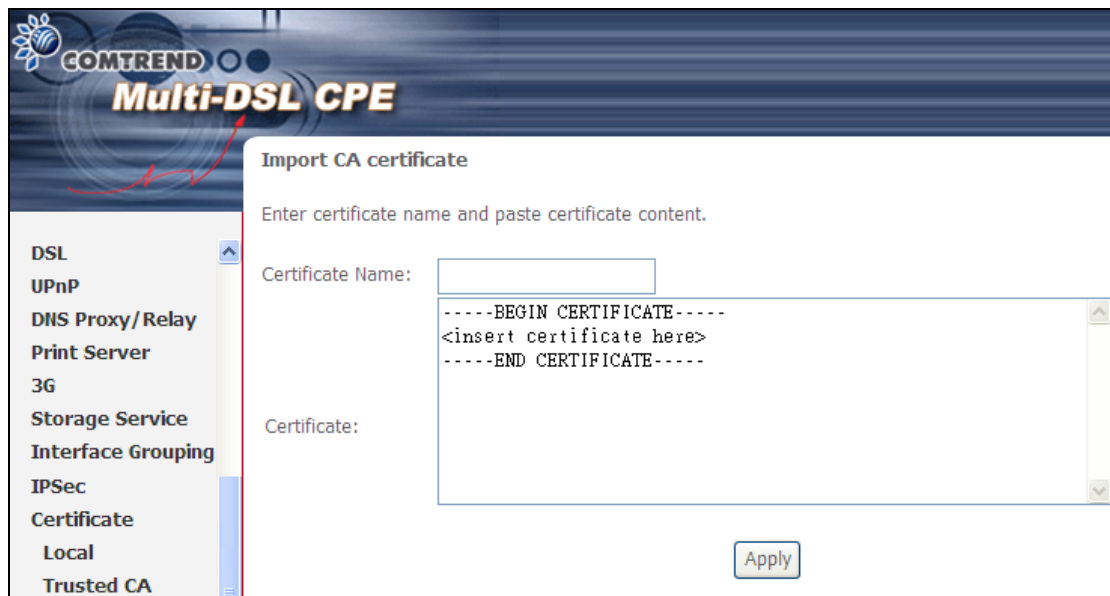 COMTREND
Multi-DSL CPE
Import CA certificate
Enter certificate name and paste certificate content.
Certificate Name:
-----BEGIN CERTIFICATE-----
<insert certificate here>
-----END CERTIFICATE-----
Certificate:
Apply
DSL
UPnP
DNS Proxy/Relay
Print Server
3G
Storage Service
Interface Grouping
IPSec
Certificate
Local
Trusted CA